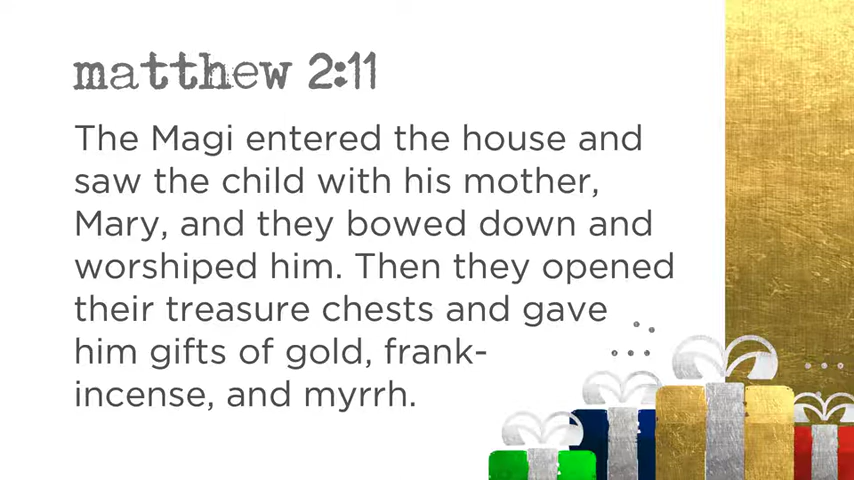 matthew 2:11
The Magi entered the house and
saw the child with his mother,
Mary, and they bowed down and
worshiped him. Then they opened
their treasure chests and gave
him gifts of gold, frank-
incense, and myrrh.